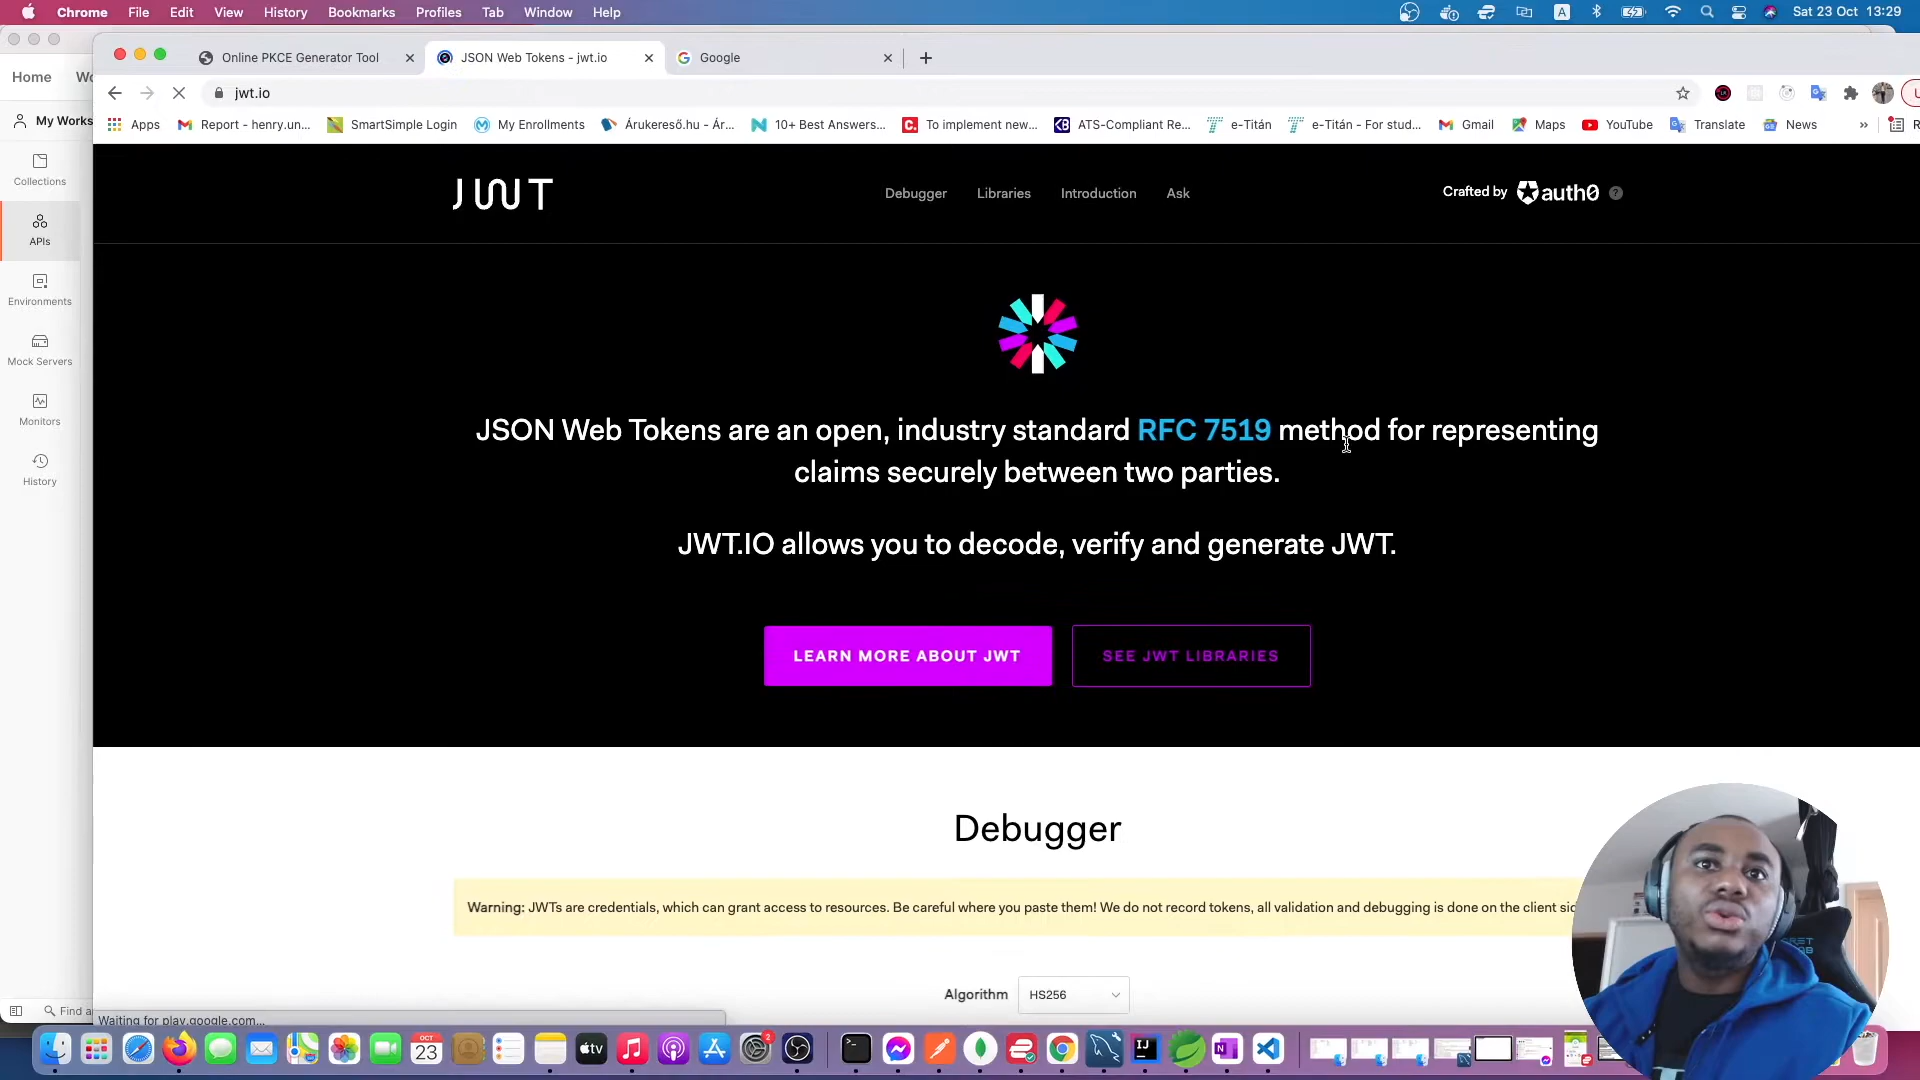 Chrome File Edit View History Bookmarks Profiles Tab Window Help
A
Sat 23 Oct 13:29
Online PKCE Generator Tool
JSON Web Tokens - jwt.io
Google
Home
jwt.io
My Works
Apps
Report - henry.un...
SmartSimple Login
My Enrollments
Árukereső.hu - Ár...
10+ Best Answers...
To implement new...
ATS-Compliant Re...
e-Titán
e-Titán - For stud...
Gmail
Maps
YouTube
Translate
News
»
Collections
APIs
Environments
Mock Servers
Monitors
History
JWT
Debugger Libraries Introduction Ask
Crafted by auth0
JSON Web Tokens are an open, industry standard RFC 7519 method for representing
claims securely between two parties.
JWT.IO allows you to decode, verify and generate JWT.
LEARN MORE ABOUT JWT
SEE JWT LIBRARIES
Debugger
Warning: JWTs are credentials, which can grant access to resources. Be careful where you paste them! We do not record tokens, all validation and debugging is done on the client
Algorithm HS256
Find
Waiting for play.google.com...
OCT
23
tv
2
IJ